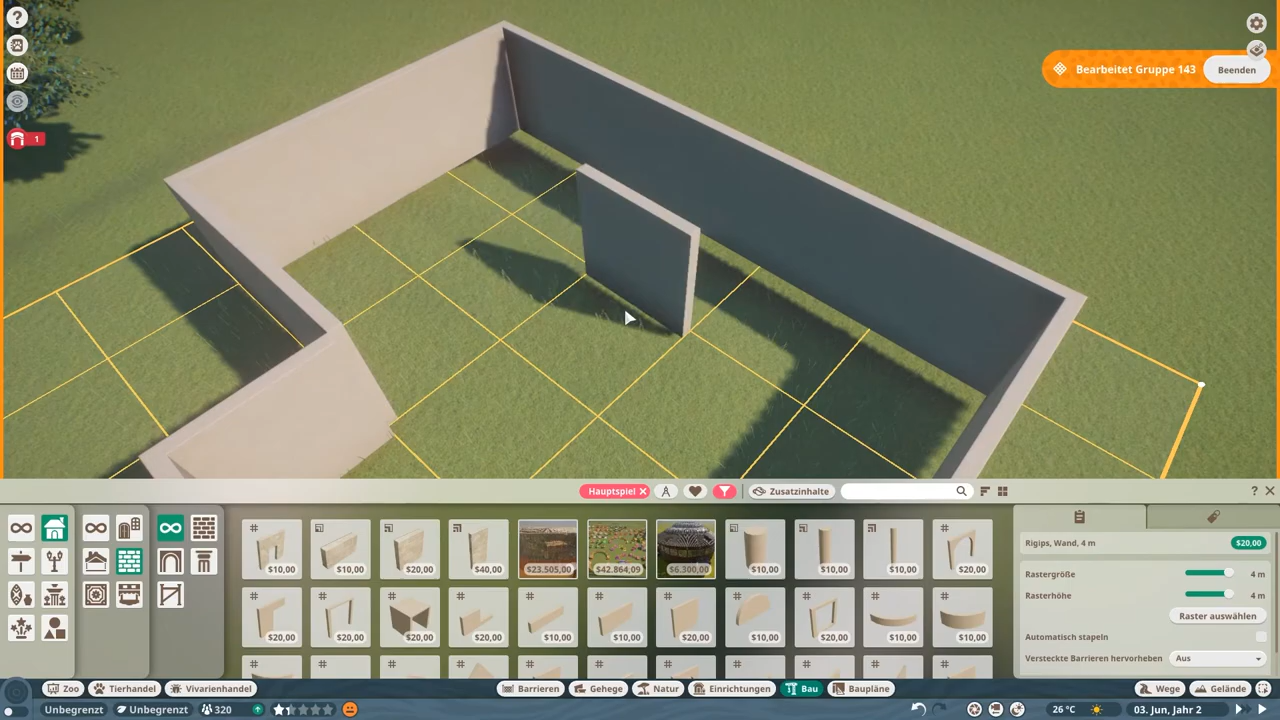 ?
Bearbeitet Gruppe 143
Beenden
1
Hauptspiel ×
Zusatzinhalte
? ×
$10,00 $10,00 $20,00 $40,00 $23.505,00 $42.864,09 $6.300,00 $10,00 $10,00 $10,00 $20,00
$20,00 $20,00 $20,00 $20,00 $10,00 $10,00 $20,00 $10,00 $20,00 $10,00 $10,00
Rigips, Wand, 4 m $20,00
Rastergröße 4 m
Rasterhöhe 4 m
Raster auswählen
Automatisch stapeln
Versteckte Barrieren hervorheben Aus
Zoo Tierhandel Vivarienhandel Barrieren Gehege Natur Einrichtungen Bau Baupläne Wege Gelände
Unbegrenzt Unbegrenzt 320 26 °C 03. Jun, Jahr 2